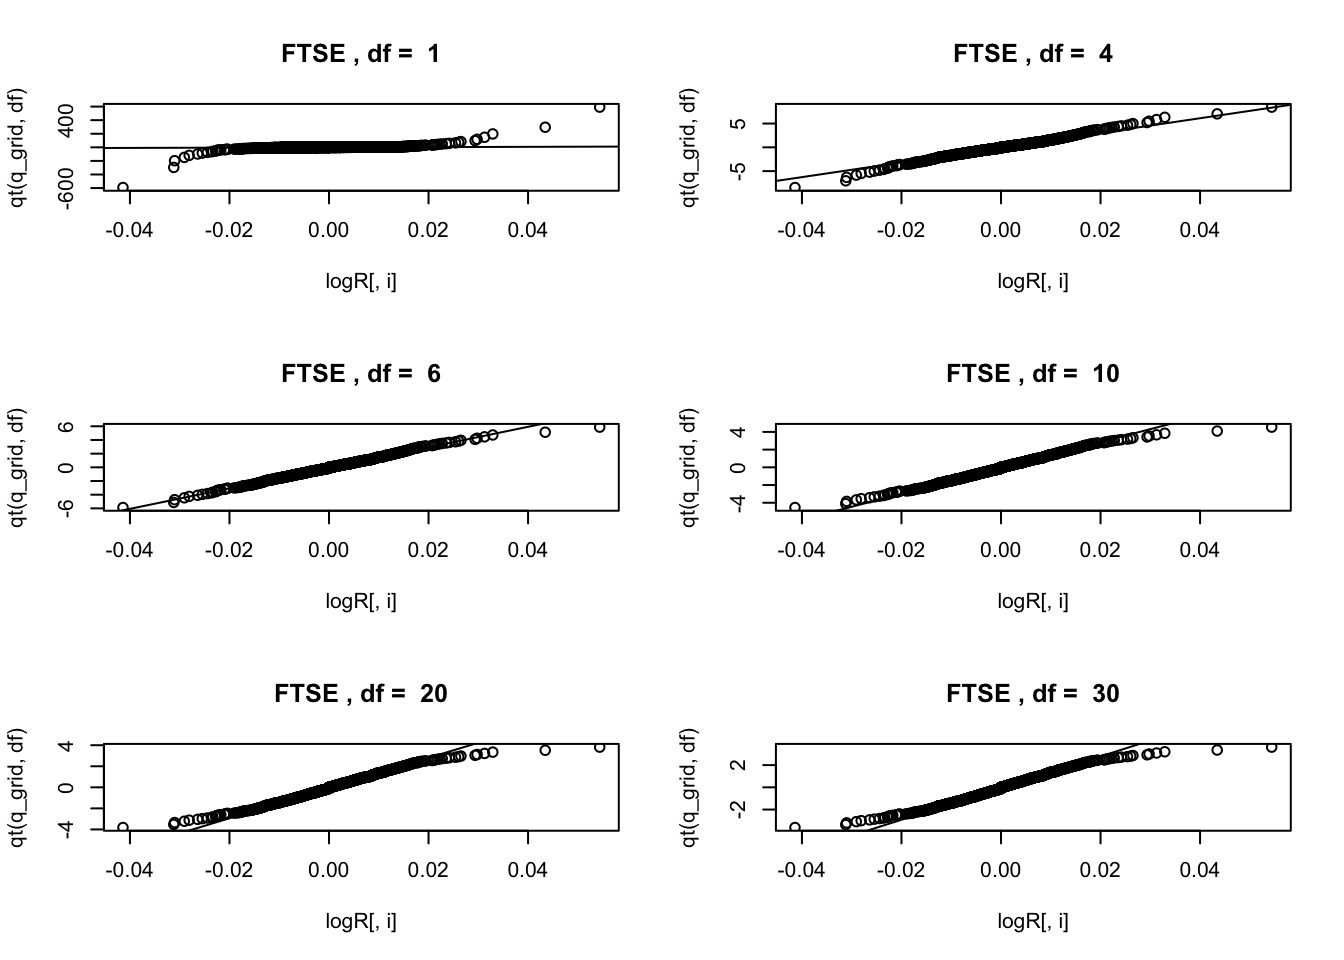 FTSE , df =  1
qt(q_grid, df)
400
-600
-0.04 -0.02 0.00 0.02 0.04
logR[, i]
FTSE , df =  4
qt(q_grid, df)
5
-5
-0.04 -0.02 0.00 0.02 0.04
logR[, i]
FTSE , df =  6
qt(q_grid, df)
6
0
-6
-0.04 -0.02 0.00 0.02 0.04
logR[, i]
FTSE , df =  10
qt(q_grid, df)
4
0
-4
-0.04 -0.02 0.00 0.02 0.04
logR[, i]
FTSE , df =  20
qt(q_grid, df)
4
0
-4
-0.04 -0.02 0.00 0.02 0.04
logR[, i]
FTSE , df =  30
qt(q_grid, df)
2
-2
-0.04 -0.02 0.00 0.02 0.04
logR[, i]